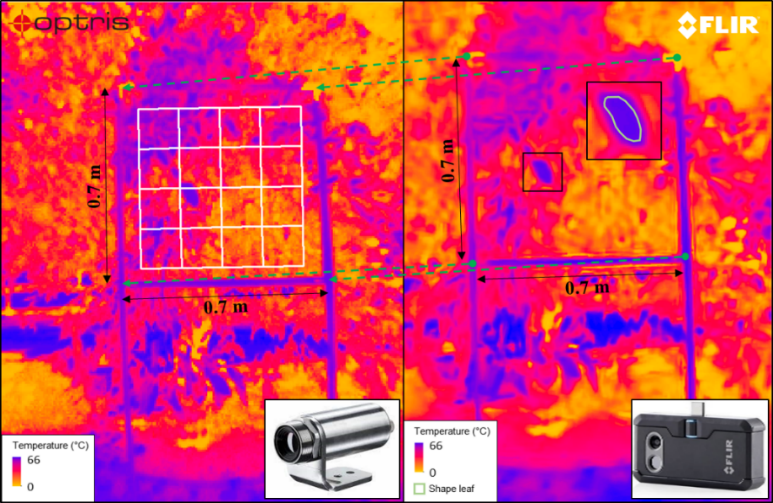 optris
FLIR
0.7 m
0.7 m
0.7 m
0.7 m
Temperature (°C)
66
0
Temperature (°C)
66
0
Shape leaf
FLIR